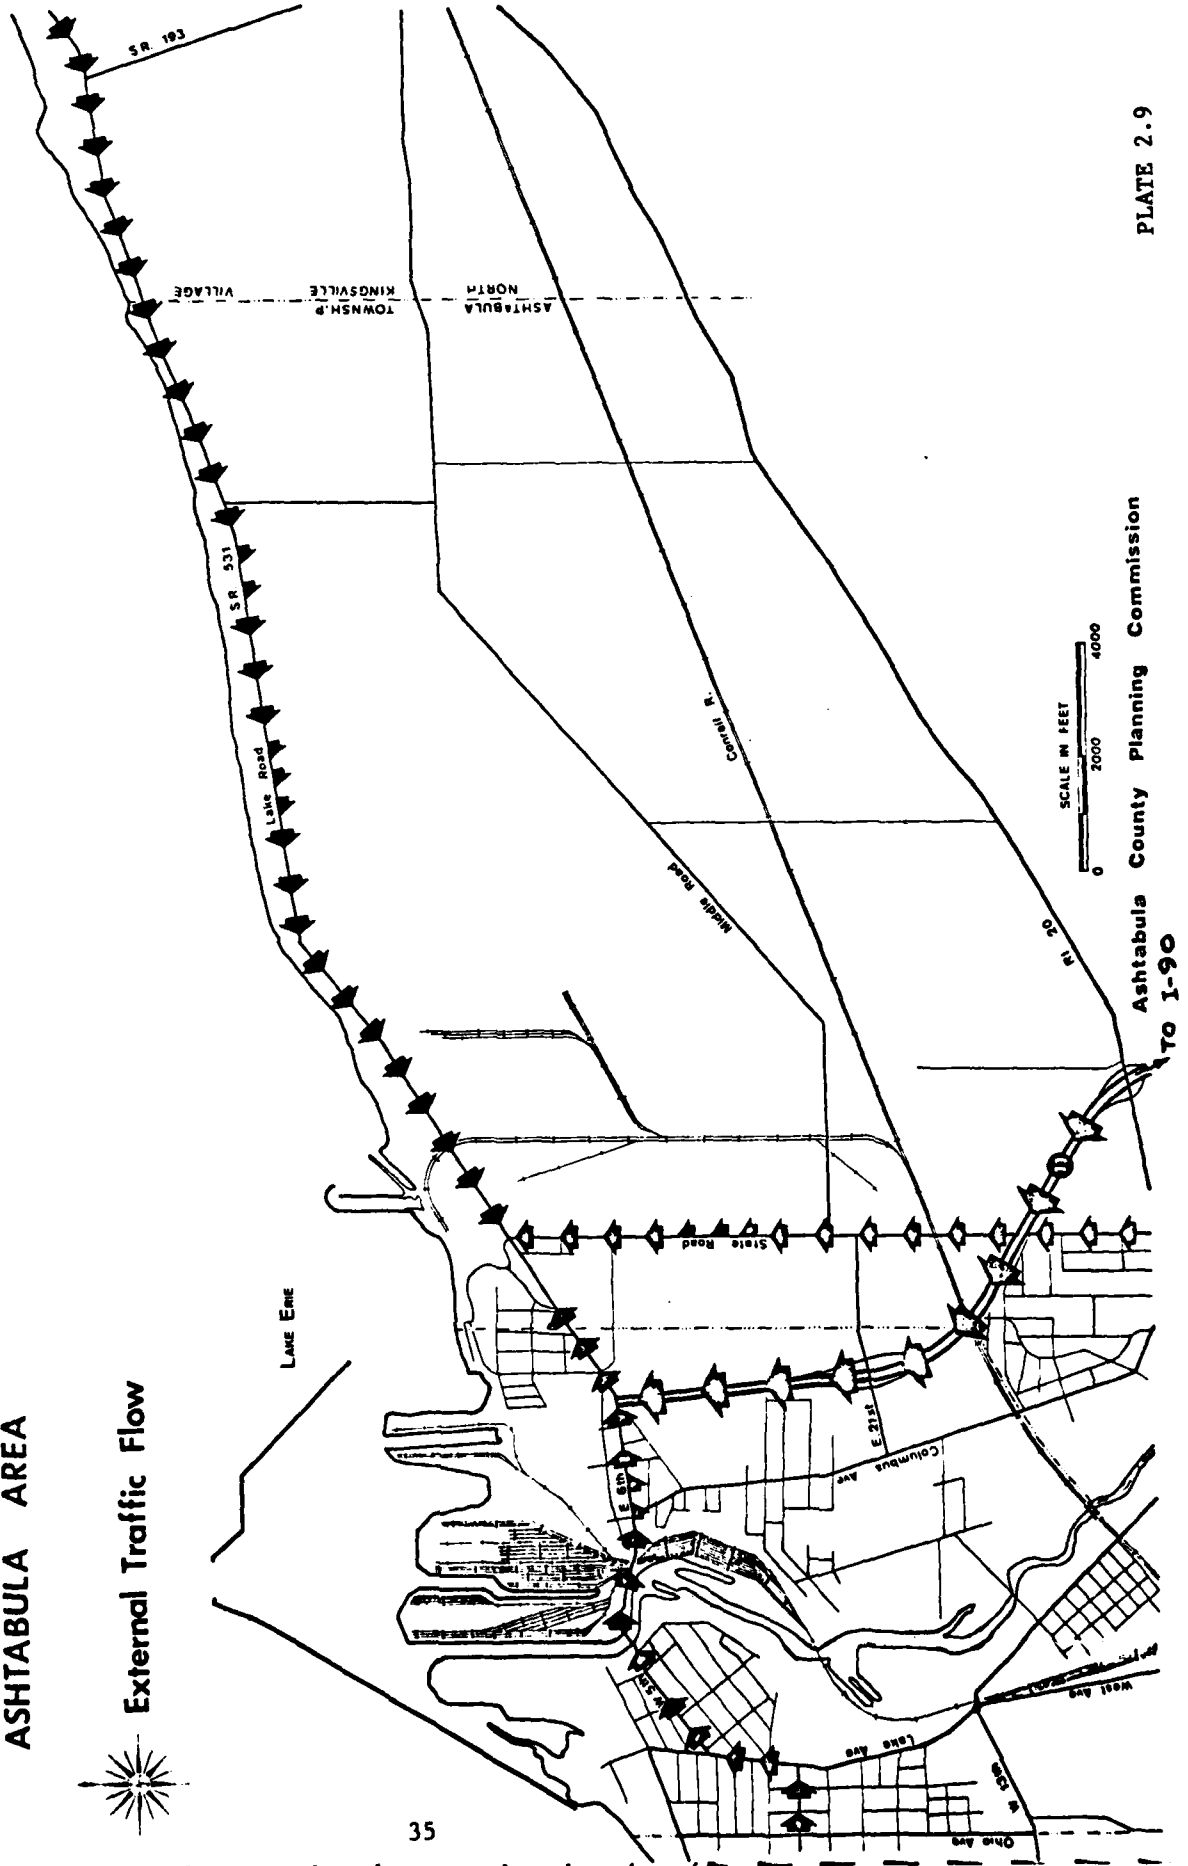 ASHTABULA AREA
External Traffic Flow
LAKE ERIE
SR. 193
VILLAGE
KINGSVILLE
NORTH
TOWNSH.P
ASHTABULA
SR 531
Lake Road
Conrail R.
Middle Road
RT 20
State Road
11
E. 21st
Columbus Ave
E 6th
W 5th
Lake Ave
West Ave
Ohio Ave
SCALE IN FEET
0 2000 4000
Ashtabula County Planning Commission
TO I-90
PLATE 2.9
35